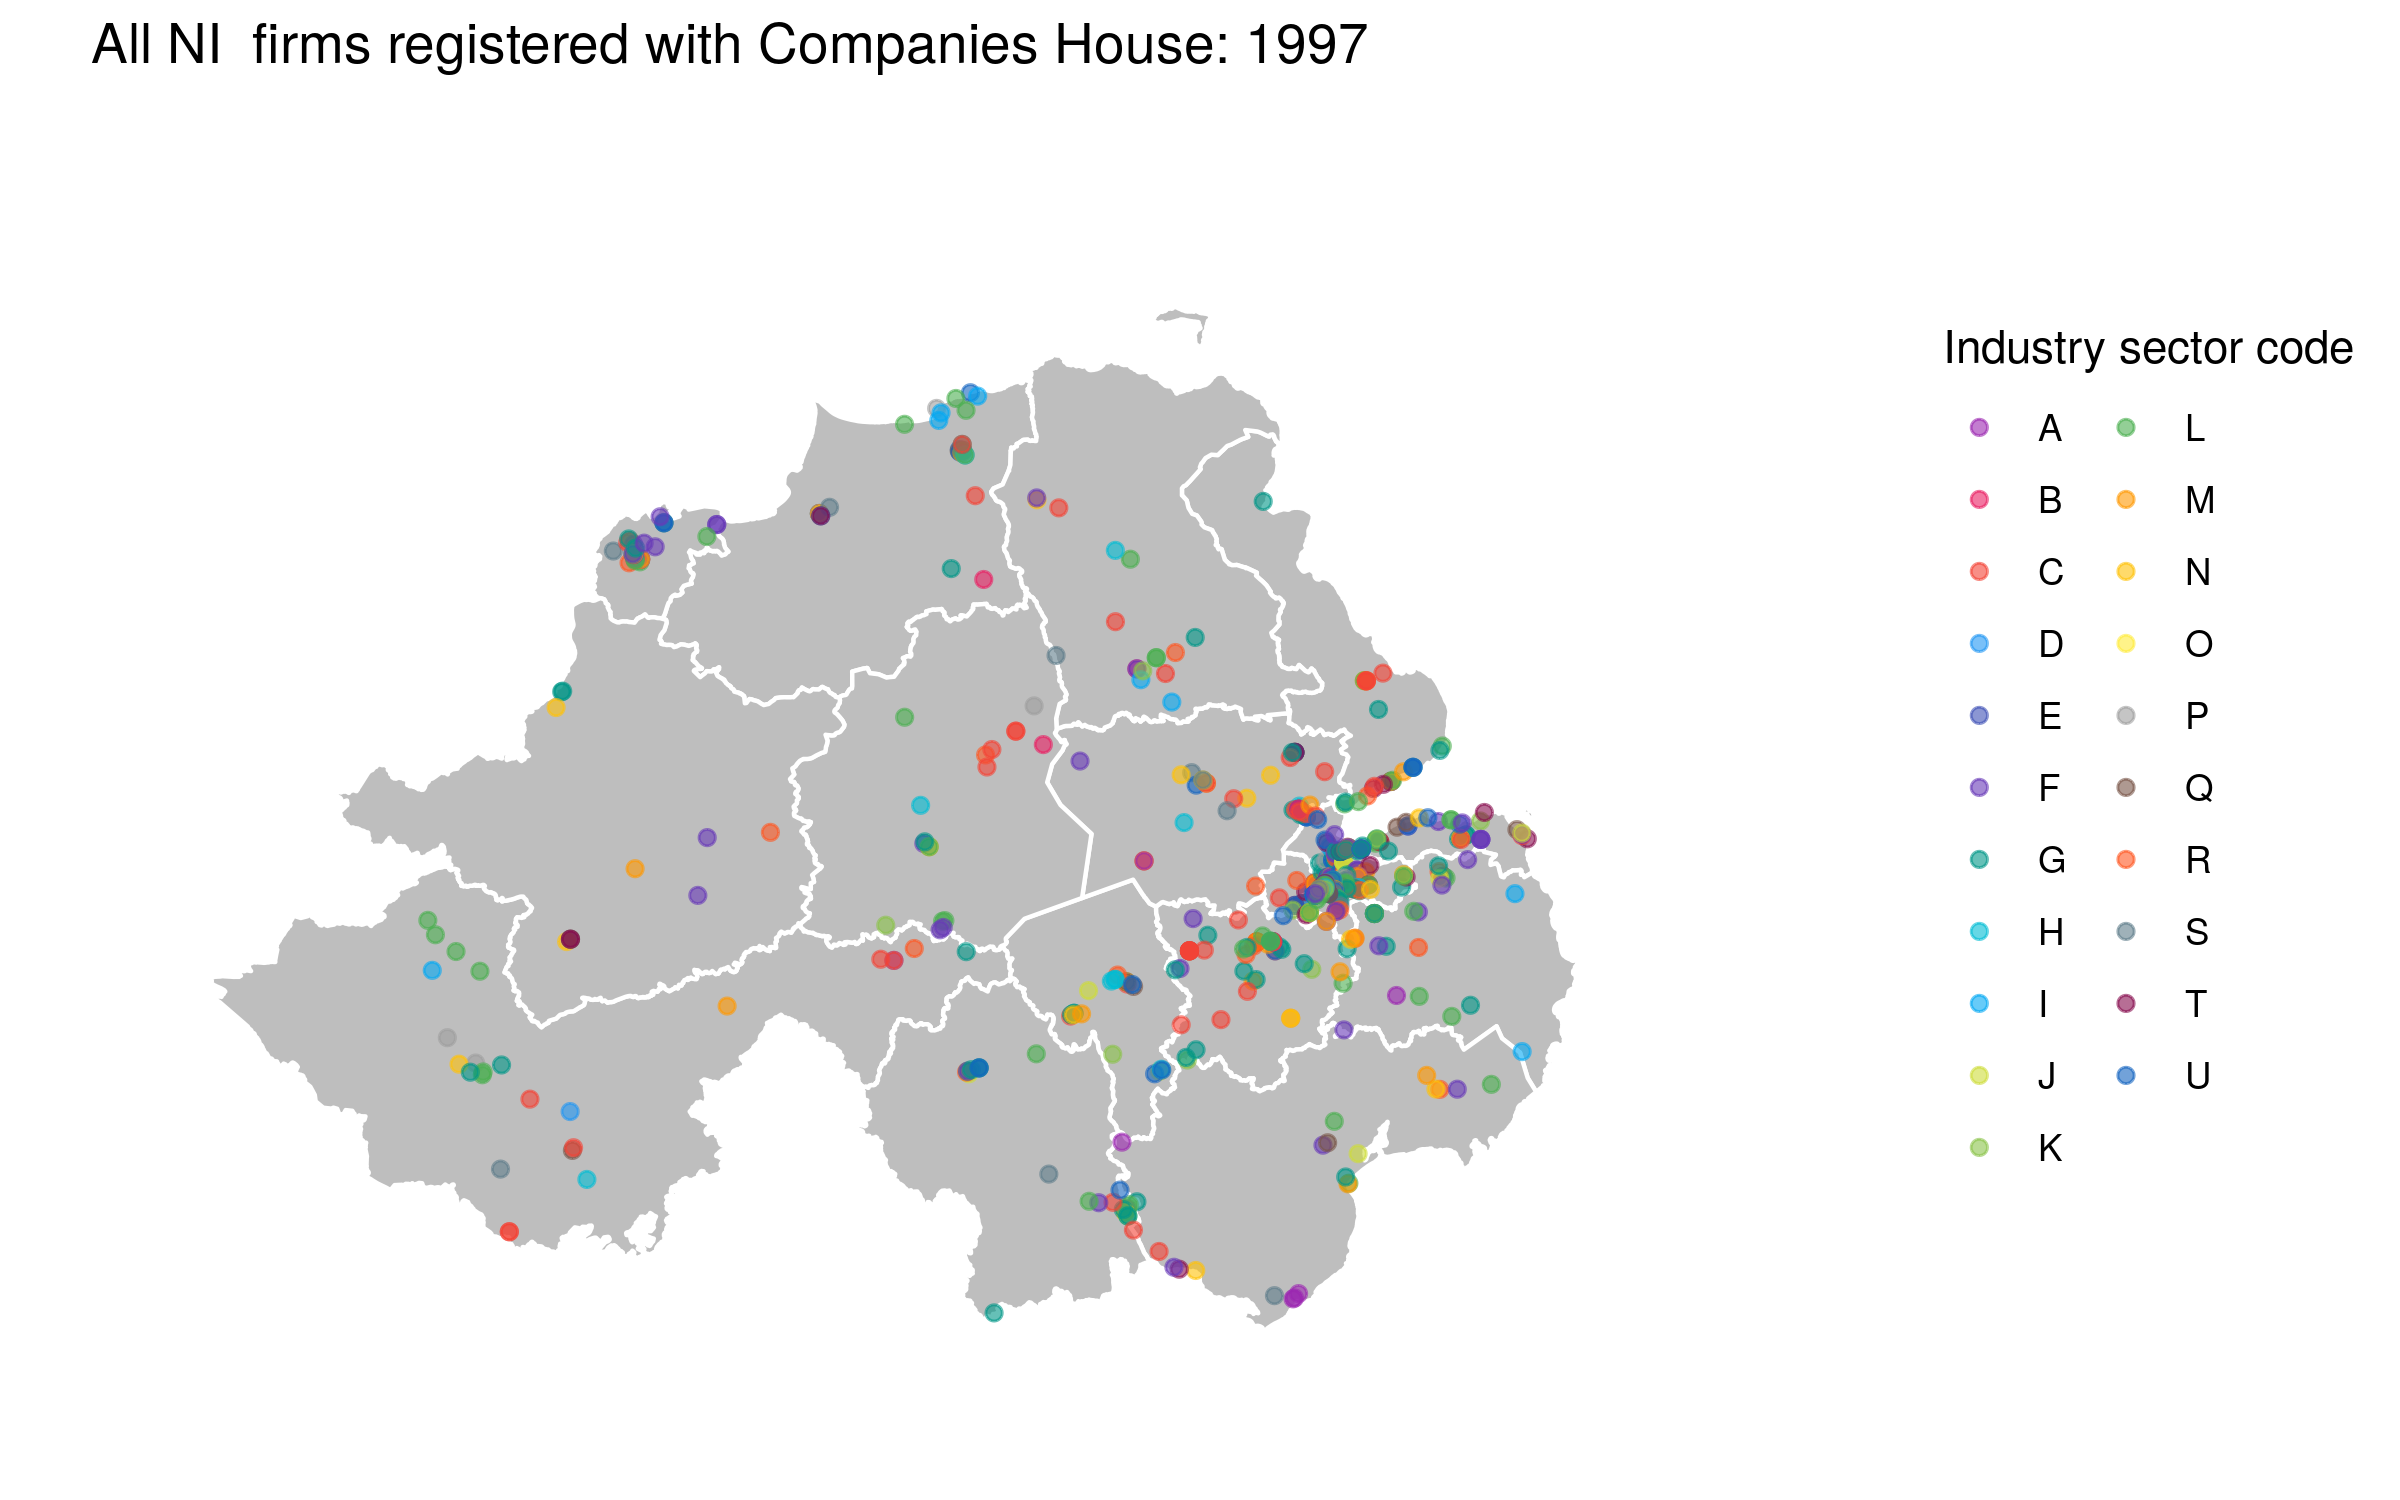 All NI  firms registered with Companies House: 1997
Industry sector code
A
B
C
D
E
F
G
H
I
J
K
L
M
N
O
P
Q
R
S
T
U